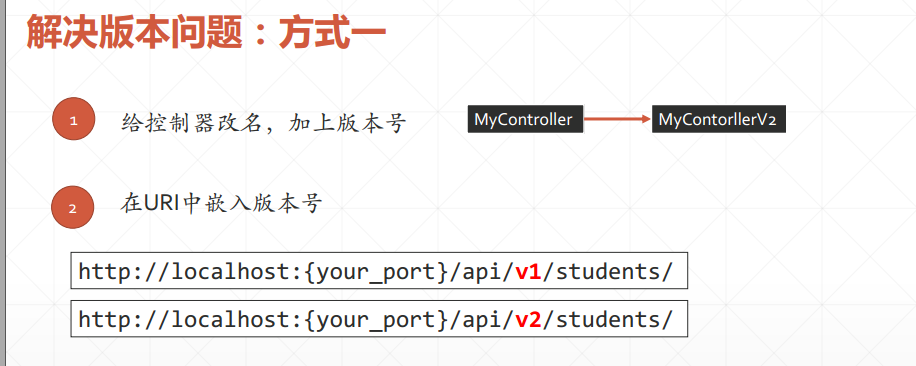 解决版本问题：方式一
1 给控制器改名，加上版本号 MyController MyContorllerV2
2 在URI中嵌入版本号
http://localhost:{your_port}/api/v1/students/
http://localhost:{your_port}/api/v2/students/